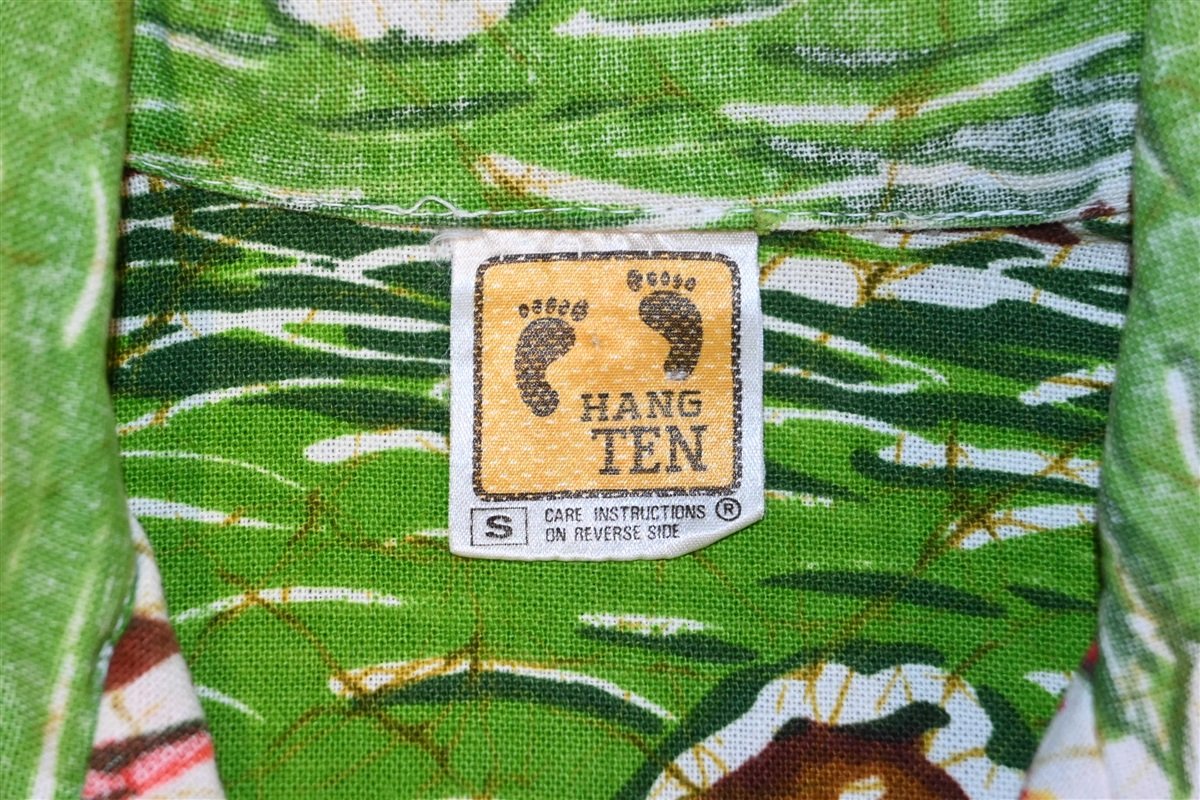 HANG
TEN
S CARE INSTRUCTIONS ®
ON REVERSE SIDE